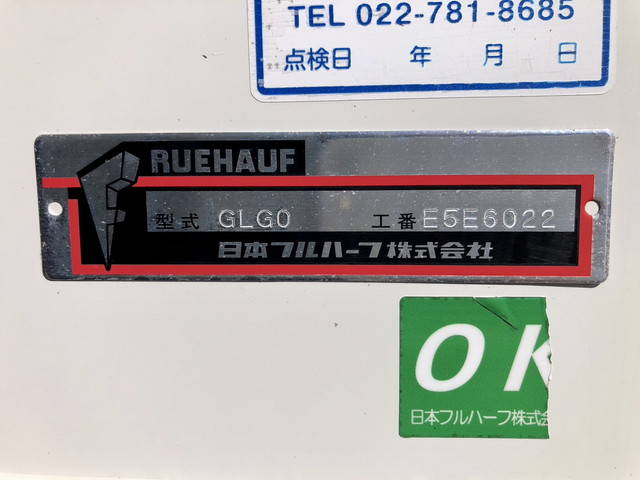 TEL 022-781-8685
点検日 年 月 日
FRUEHAUF
型式 GLG0 工番 E5E6022
日本フルハーフ株式会社
OK
日本フルハーフ株式会